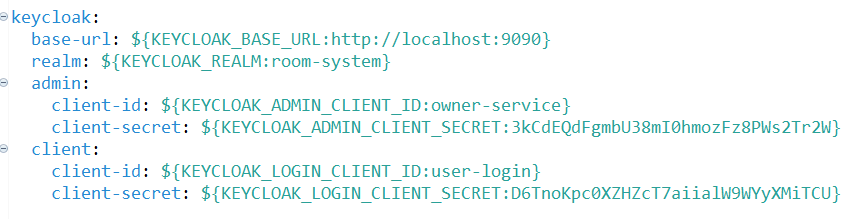 keycloak:
base-url: ${KEYCLOAK_BASE_URL:http://localhost:9090}
realm: ${KEYCLOAK_REALM:room-system}
admin:
client-id: ${KEYCLOAK_ADMIN_CLIENT_ID:owner-service}
client-secret: ${KEYCLOAK_ADMIN_CLIENT_SECRET:3kCdEQdFgmbU38mI0hmozFz8PWs2Tr2W}
client:
client-id: ${KEYCLOAK_LOGIN_CLIENT_ID:user-login}
client-secret: ${KEYCLOAK_LOGIN_CLIENT_SECRET:D6TnoKpc0XZHZcT7aiialW9WYyXMiTCU}